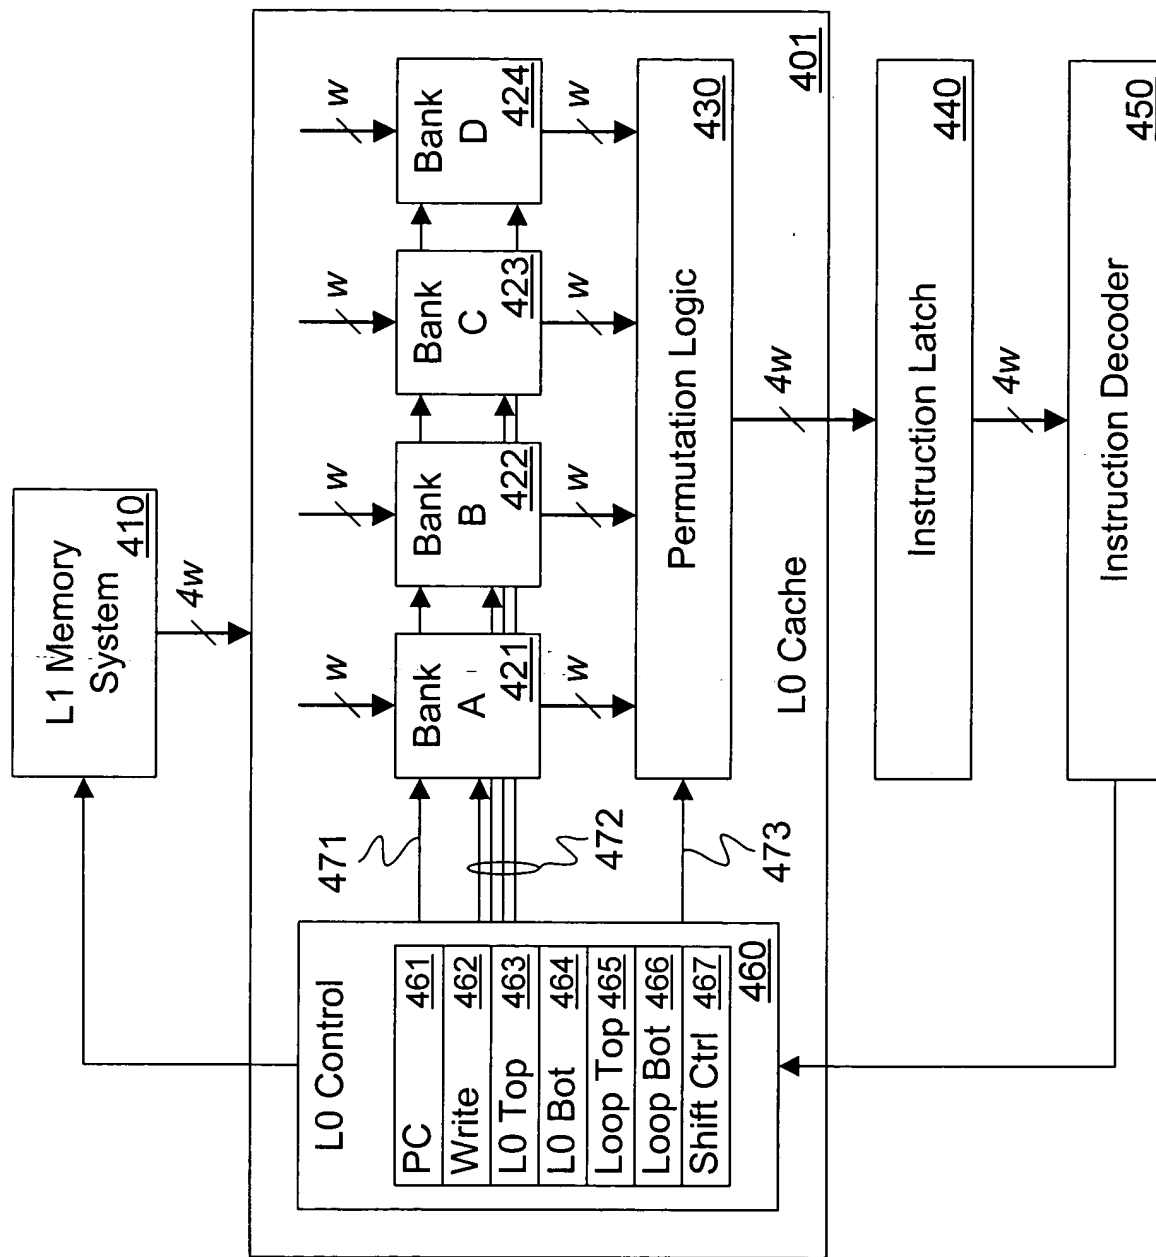 L1 Memory
System
410
4w
w
w
w
w
Bank
A
421
Bank
B
422
Bank
C
423
Bank
D
424
471
472
473
w
w
w
w
Permutation Logic
430
L0 Control
PC 461
Write 462
L0 Top 463
L0 Bot 464
Loop Top 465
Loop Bot 466
Shift Ctrl 467
460
L0 Cache
401
4w
Instruction Latch
440
4w
Instruction Decoder
450